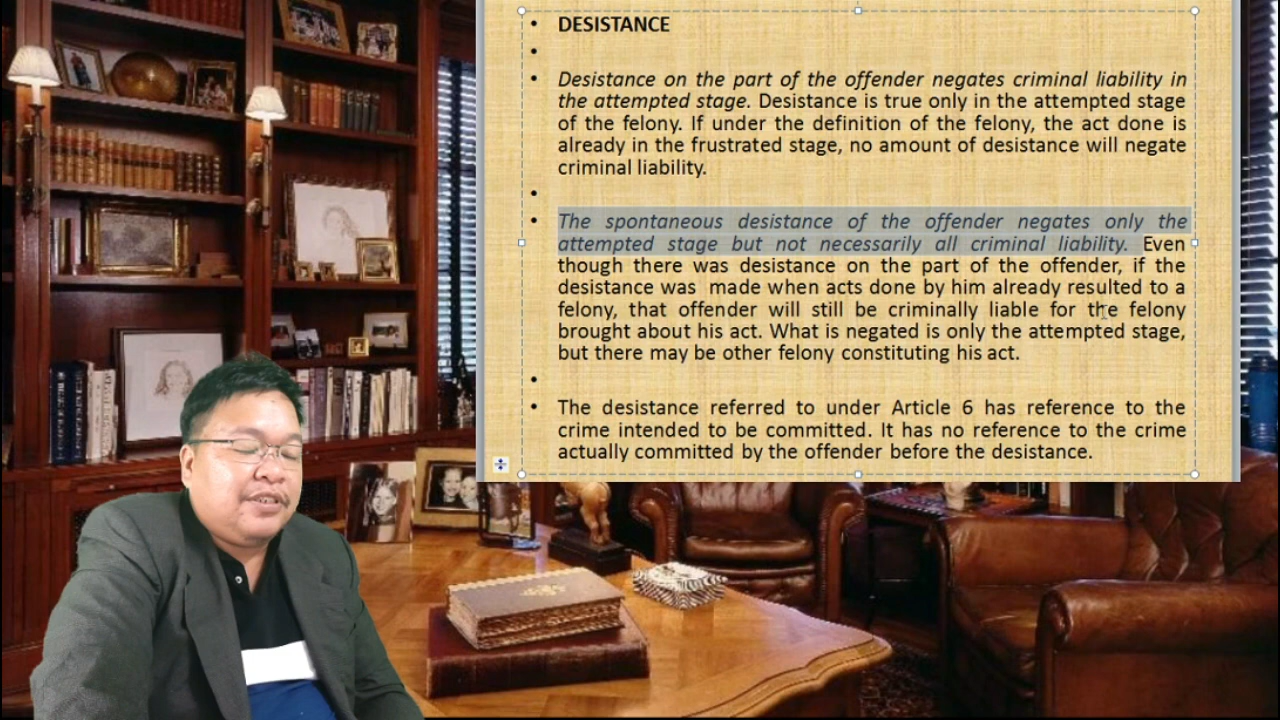 DESISTANCE
Desistance on the part of the offender negates criminal liability in
the attempted stage. Desistance is true only in the attempted stage
of the felony. If under the definition of the felony, the act done is
already in the frustrated stage, no amount of desistance will negate
criminal liability.
The spontaneous desistance of the offender negates only the
attempted stage but not necessarily all criminal liability. Even
though there was desistance on the part of the offender, if the
desistance was made when acts done by him already resulted to a
felony, that offender will still be criminally liable for the felony
brought about his act. What is negated is only the attempted stage,
but there may be other felony constituting his act.
The desistance referred to under Article 6 has reference to the
crime intended to be committed. It has no reference to the crime
actually committed by the offender before the desistance.